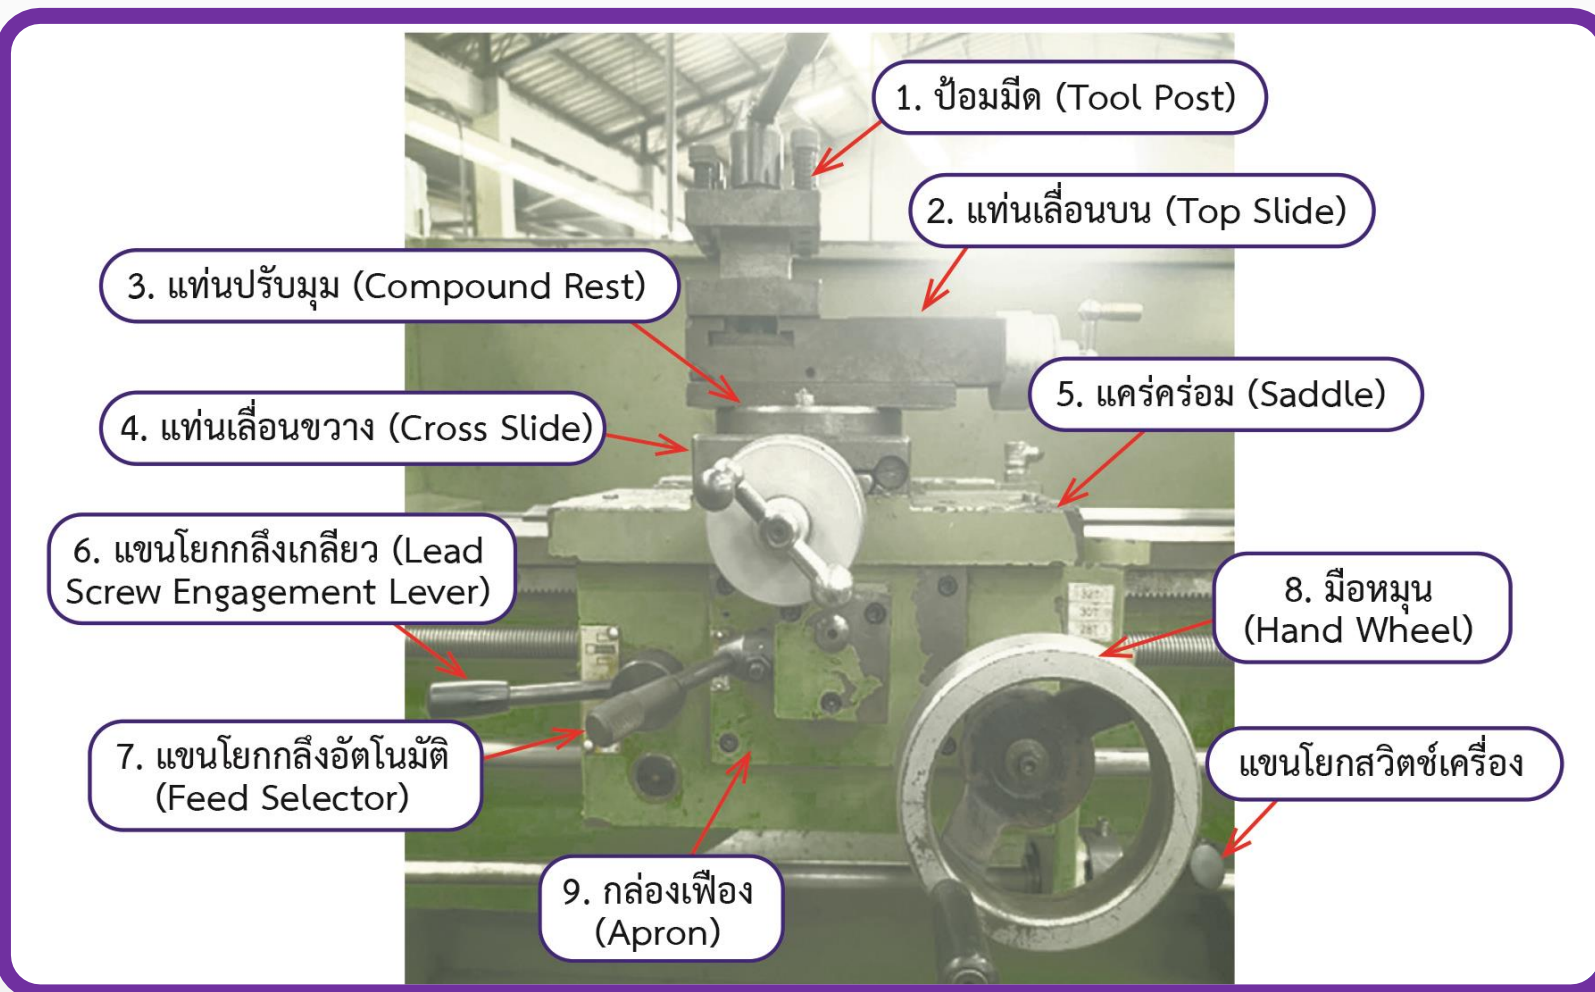 1. ป้อมมีด (Tool Post)
2. แท่นเลื่อนบน (Top Slide)
3. แท่นปรับมุม (Compound Rest)
4. แท่นเลื่อนขวาง (Cross Slide)
5. แคร่คร่อม (Saddle)
6. แขนโยกกลึงเกลียว (Lead
Screw Engagement Lever)
7. แขนโยกกลึงอัตโนมัติ
(Feed Selector)
8. มือหมุน
(Hand Wheel)
แขนโยกสวิตช์เครื่อง
9. กล่องเฟือง
(Apron)